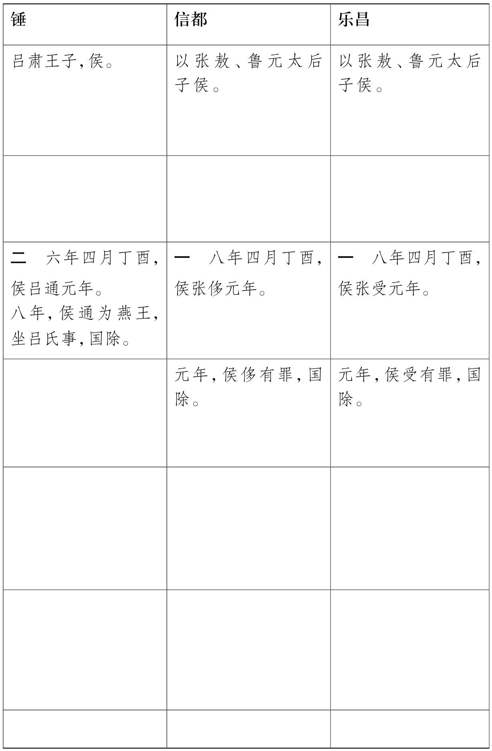 锤 信都 乐昌
吕肃王子，侯。 以张敖、鲁元太后 以张敖、鲁元太后
子侯。 子侯。
二 六年四月丁酉， 一 八年四月丁酉， 一 八年四月丁酉，
侯吕通元年。 侯张侈元年。 侯张受元年。
八年，侯通为燕王，
坐吕氏事，国除。
元年，侯侈有罪，国 元年，侯受有罪，国
除。 除。